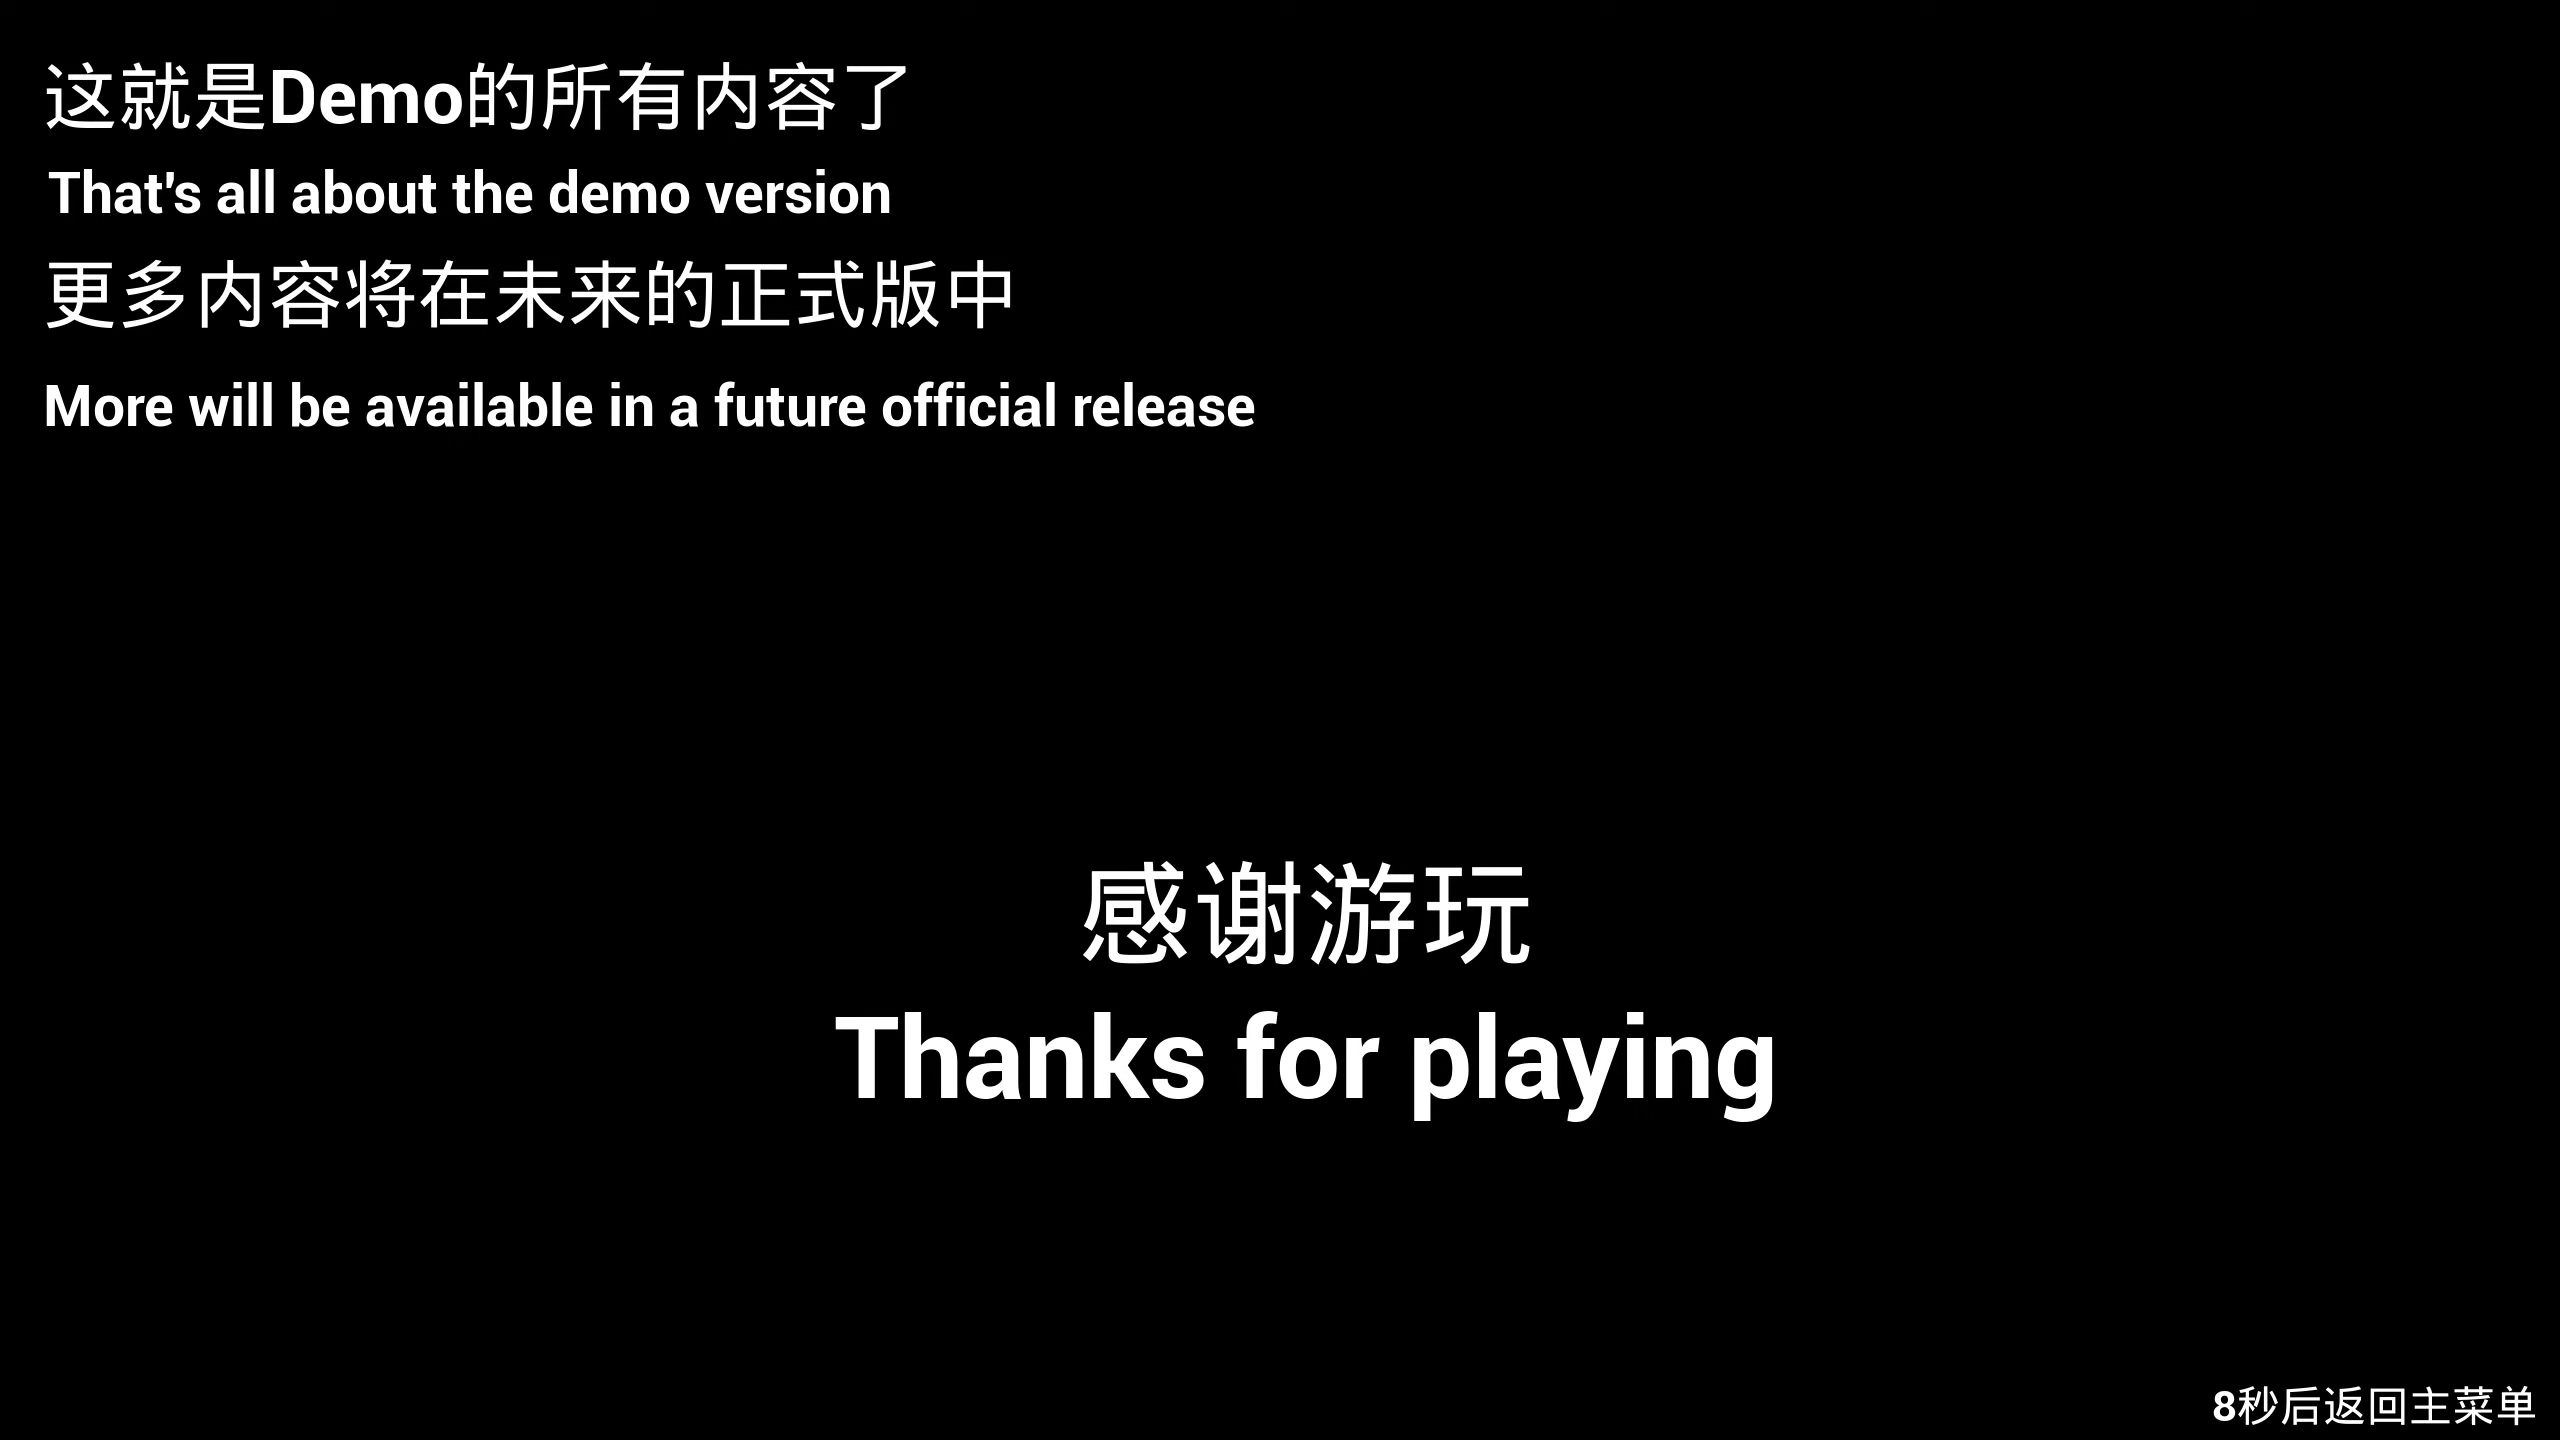 这就是Demo的所有内容了
That's all about the demo version
更多内容将在未来的正式版中
More will be available in a future official release
感谢游玩
Thanks for playing
8秒后返回主菜单